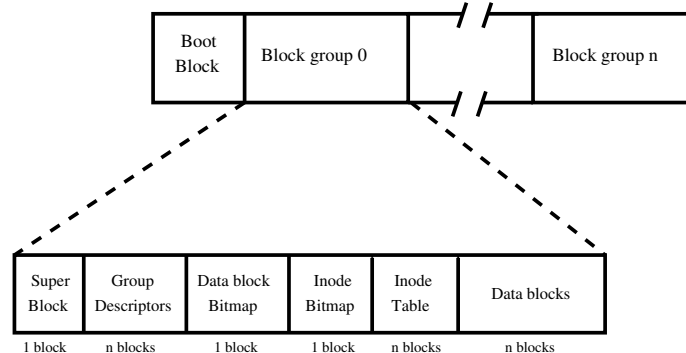 Boot
Block
Block group 0
Block group n
Super
Block
Group
Descriptors
Data block
Bitmap
Inode
Bitmap
Inode
Table
Data blocks
1 block
n blocks
1 block
1 block
n blocks
n blocks